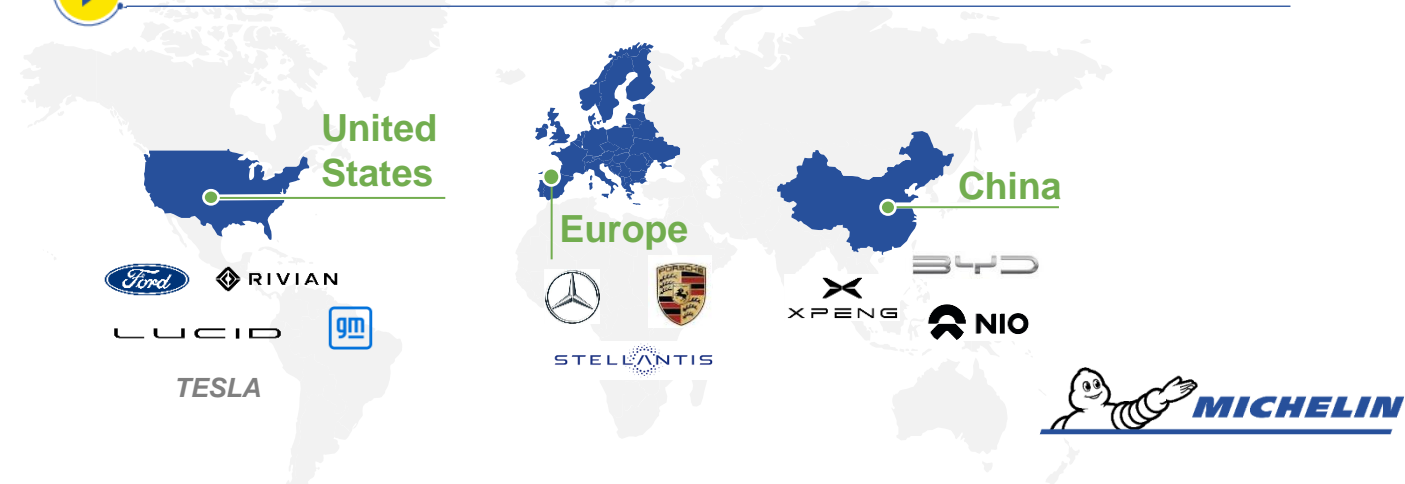 United
States
China
Europe
Ford
RIVIAN
LUCID
gm
TESLA
PORSCHE
STELLANTIS
BYD
XPENG
NIO
MICHELIN